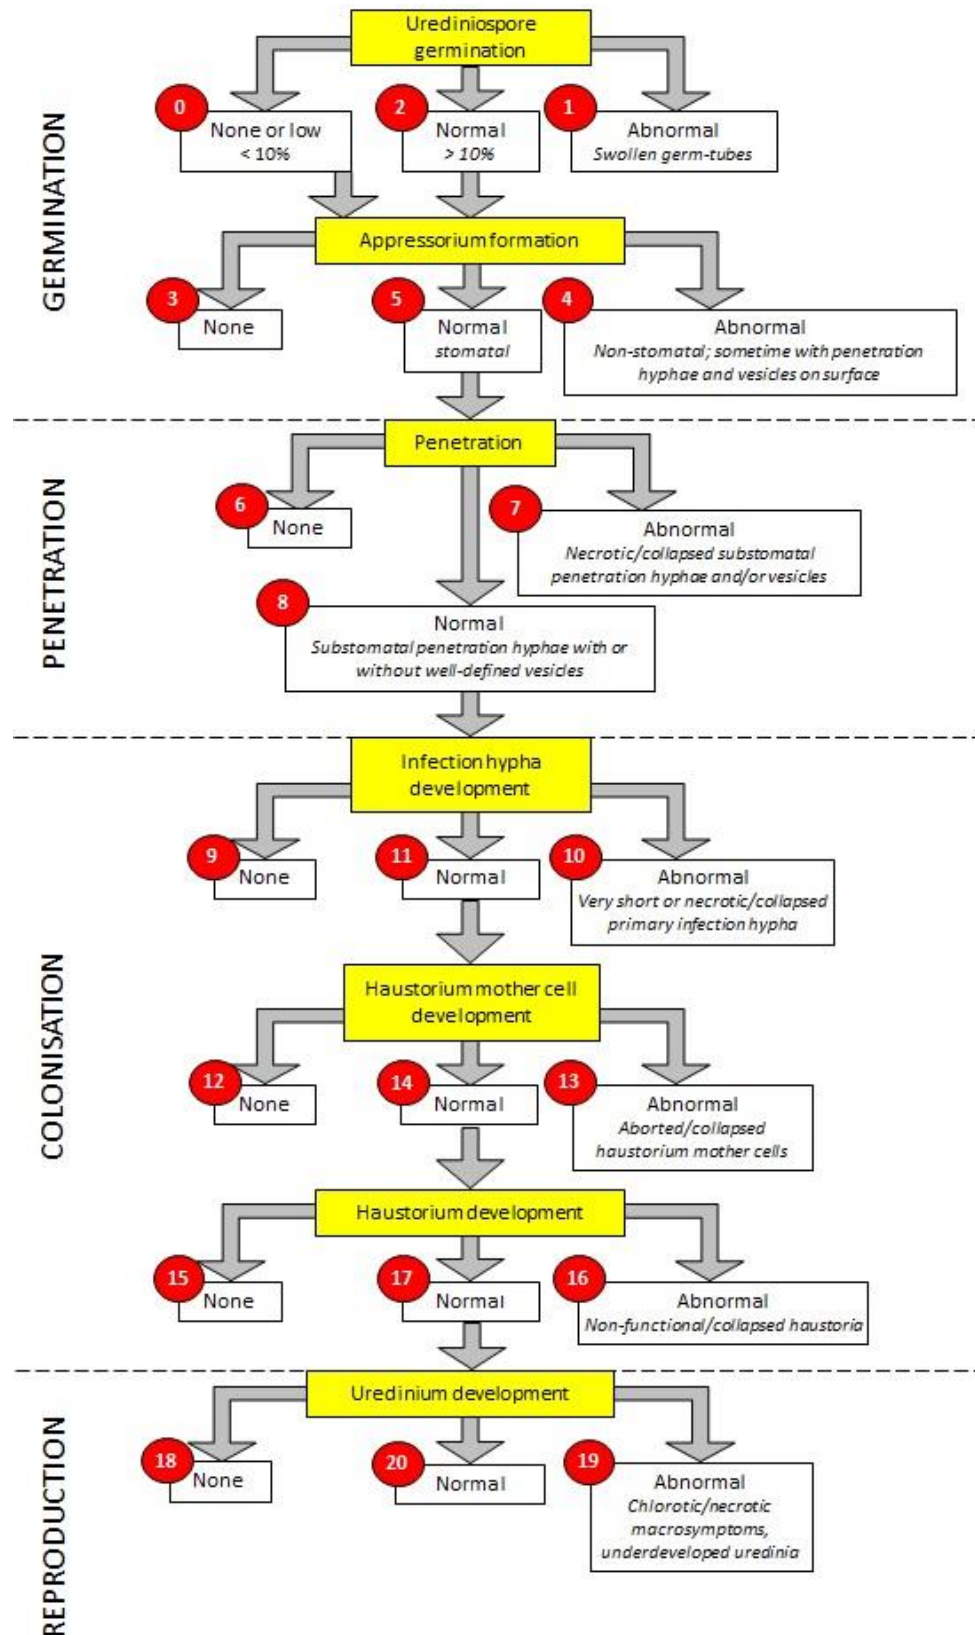 GERMINATION
Urediniospore
germination
0
None or low
< 10%
2
Normal
> 10%
1
Abnormal
Swollen germ-tubes
Appressorium formation
3
None
5
Normal
stomatal
4
Abnormal
Non-stomatal; sometime with penetration
hyphae and vesicles on surface
PENETRATION
Penetration
6
None
7
Abnormal
Necrotic/collapsed substomatal
penetration hyphae and/or vesicles
8
Normal
Substomatal penetration hyphae with or
without well-defined vesicles
COLONISATION
Infection hypha
development
9
None
11
Normal
10
Abnormal
Very short or necrotic/collapsed
primary infection hypha
Haustorium mother cell
development
12
None
14
Normal
13
Abnormal
Aborted/collapsed
haustorium mother cells
Haustorium development
15
None
17
Normal
16
Abnormal
Non-functional/collapsed haustoria
REPRODUCTION
Uredinium development
18
None
20
Normal
19
Abnormal
Chlorotic/necrotic
macrosymptoms,
underdeveloped uredinia